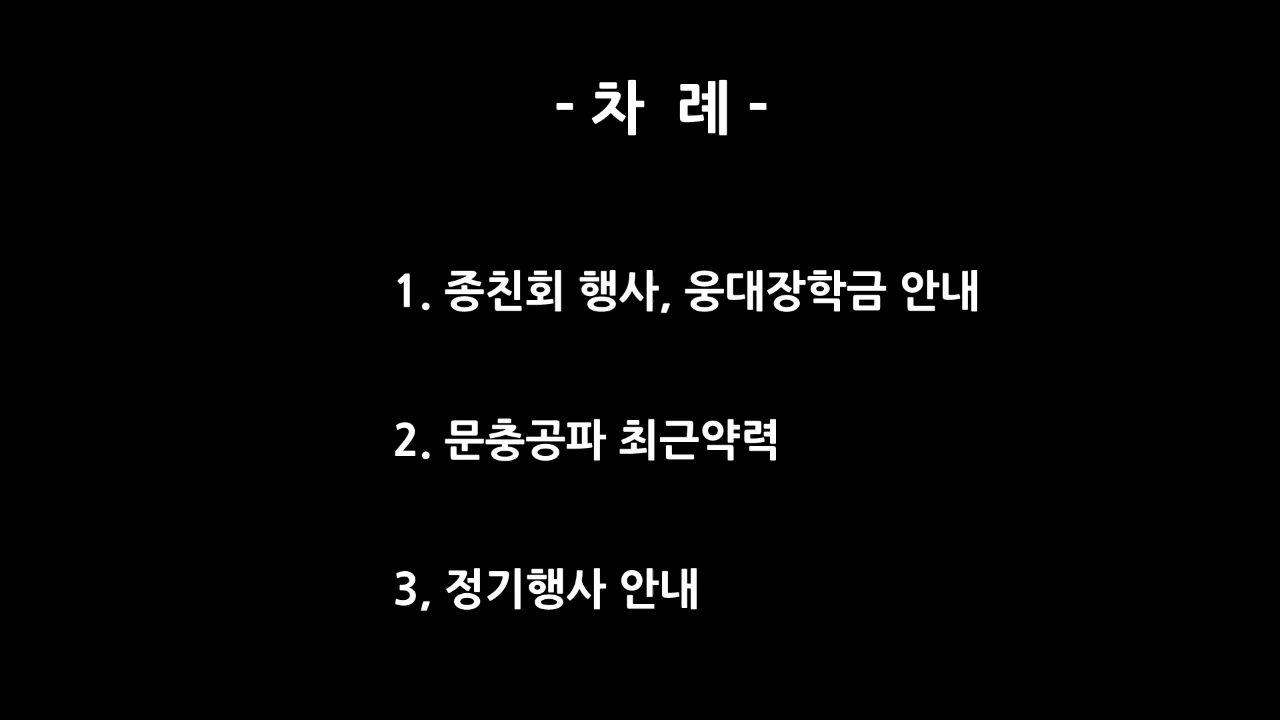 - 차 례 -
1. 종친회 행사, 웅대장학금 안내
2. 문충공파 최근약력
3, 정기행사 안내